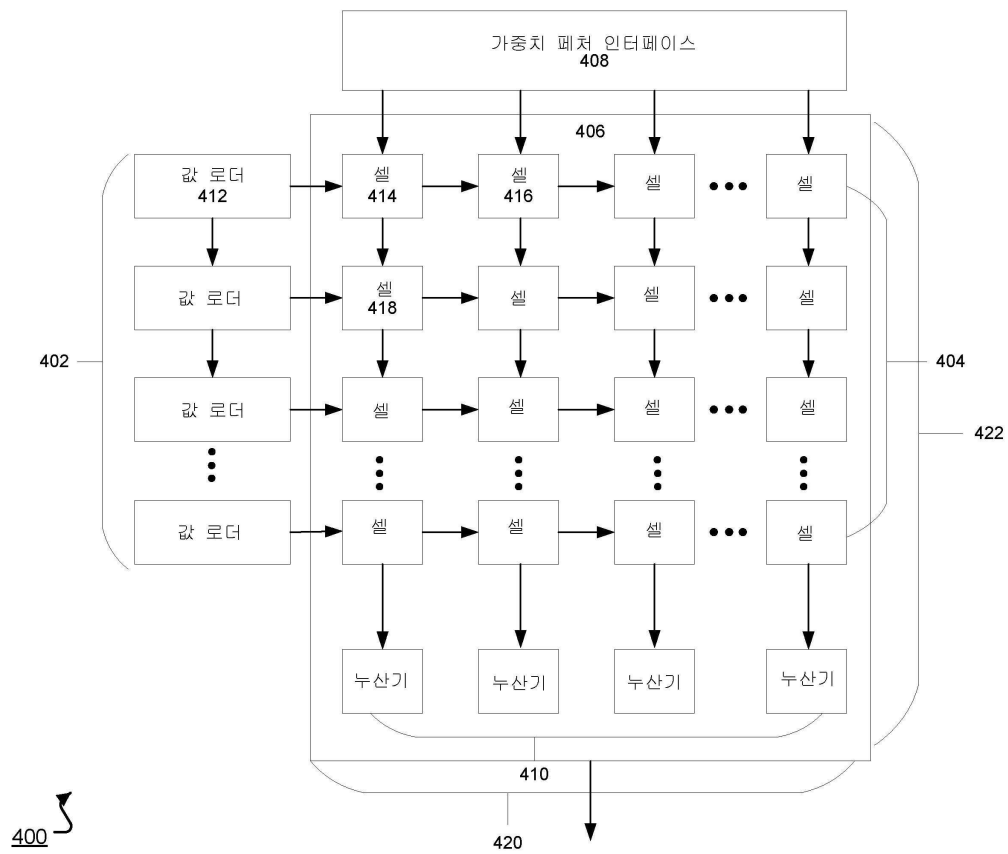 가중치 페처 인터페이스
408
406
값 로더
412
셀
414
셀
416
셀
셀
값 로더
셀
418
셀
셀
셀
402
404
값 로더
셀
셀
셀
셀
422
값 로더
셀
셀
셀
셀
누산기
누산기
누산기
누산기
410
400
420